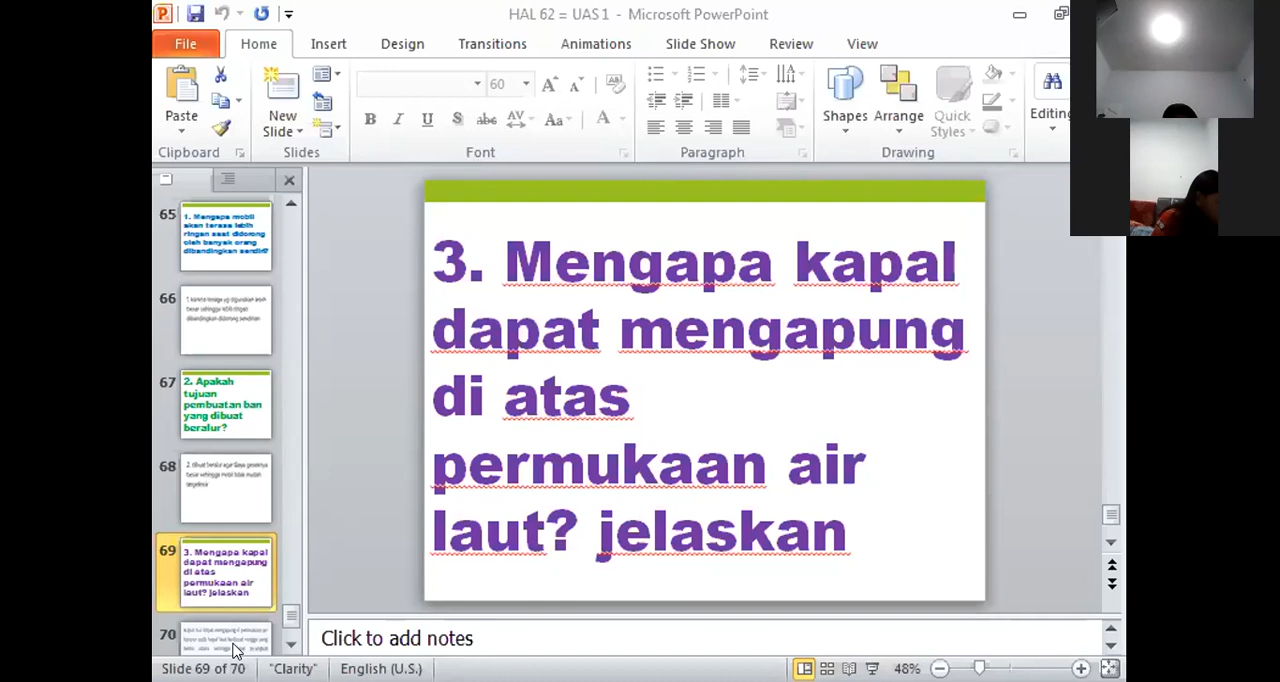 HAL 62 = UAS 1 - Microsoft PowerPoint
File Home Insert Design Transitions Animations Slide Show Review View
Paste
New
Slide
60
Shapes
Arrange
Quick
Styles
Editing
Clipboard
Slides
Font
Paragraph
Drawing
65
1. Mengapa mobil
akan terasa lebih
ringan saat didorong
oleh banyak orang
dibandingkan sendiri?
66
67
2. Apakah
tujuan
pembuatan ban
yang dibuat
beralur?
68
69
3. Mengapa kapal
dapat mengapung
di atas
permukaan air
laut? jelaskan
70
3. Mengapa kapal
dapat mengapung
di atas
permukaan air
laut? jelaskan
Click to add notes
Slide 69 of 70
"Clarity"
English (U.S.)
48%